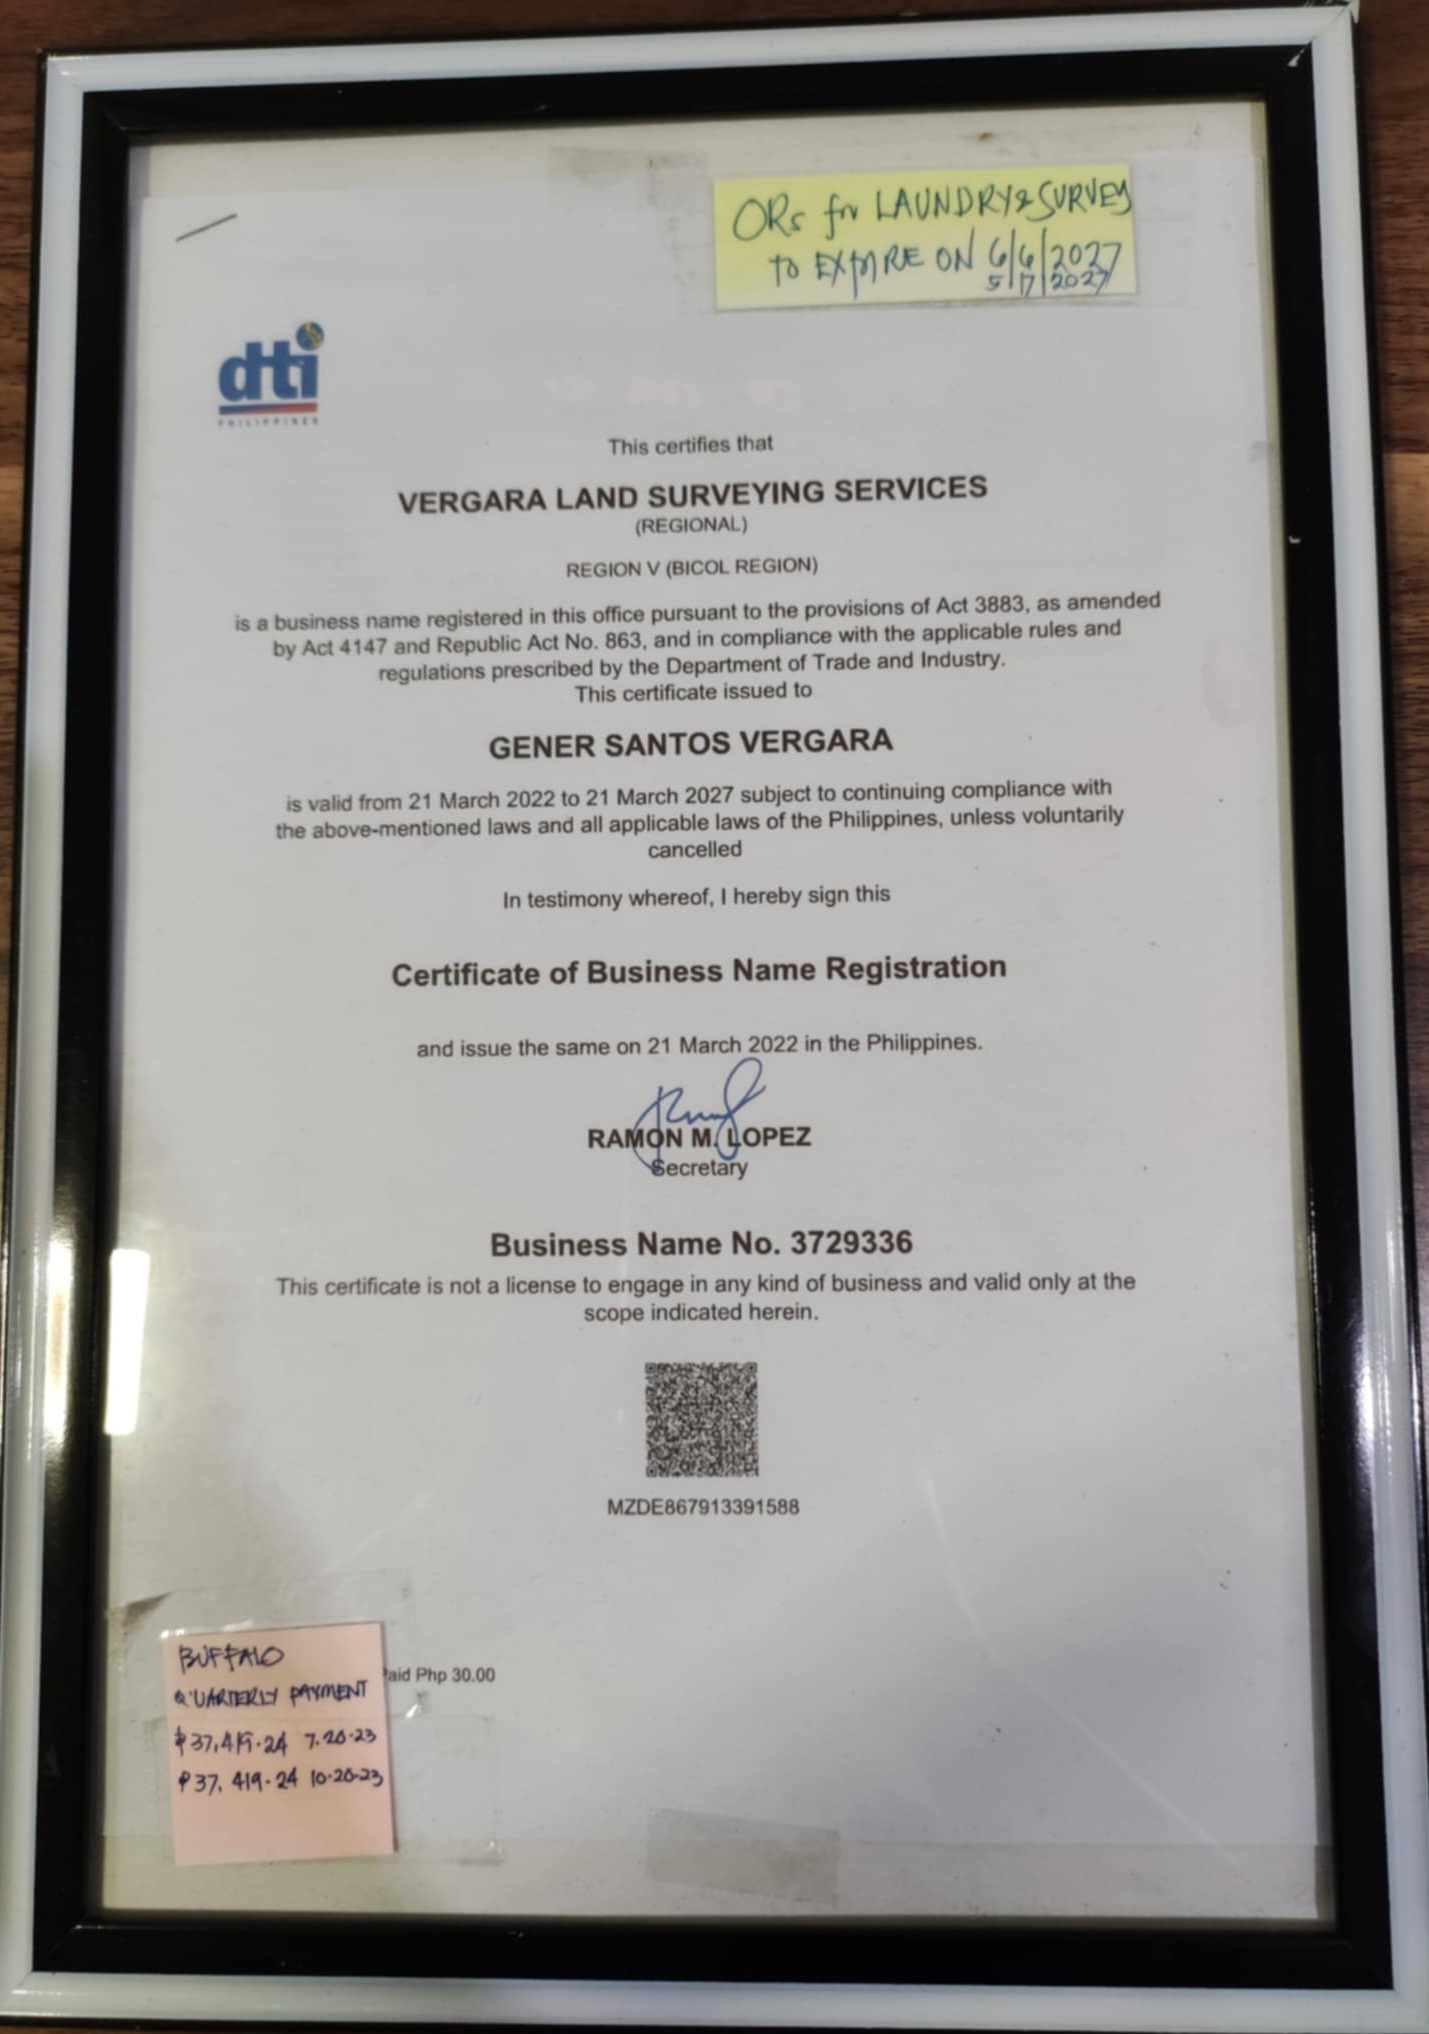 ORs for LAUNDRY & SURVEY
TO EXPIRE ON 6/6/2027
5/7/2027
dti
PHILIPPINES
This certifies that
VERGARA LAND SURVEYING SERVICES
(REGIONAL)
REGION V (BICOL REGION)
is a business name registered in this office pursuant to the provisions of Act 3883, as amended
by Act 4147 and Republic Act No. 863, and in compliance with the applicable rules and
regulations prescribed by the Department of Trade and Industry.
This certificate issued to
GENER SANTOS VERGARA
is valid from 21 March 2022 to 21 March 2027 subject to continuing compliance with
the above-mentioned laws and all applicable laws of the Philippines, unless voluntarily
cancelled
In testimony whereof, I hereby sign this
Certificate of Business Name Registration
and issue the same on 21 March 2022 in the Philippines.
RAMON M. LOPEZ
Secretary
Business Name No. 3729336
This certificate is not a license to engage in any kind of business and valid only at the
scope indicated herein.
MZDE867913391588
BUFFALO
QUARTERLY PAYMENT
₱37,419.24 7.20.23
₱37,419.24 10.20.23
Paid Php 30.00